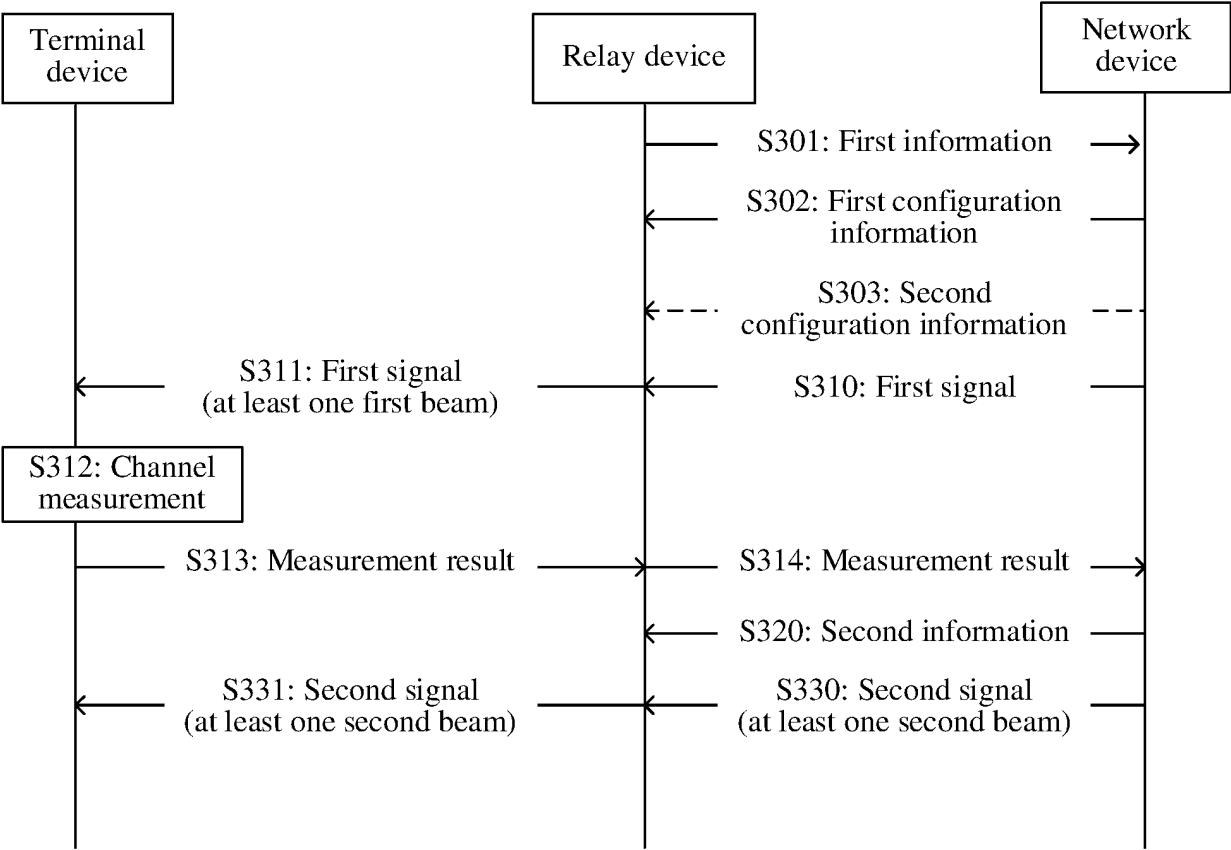 Terminal
device
Relay device
Network
device
S301: First information
S302: First configuration
information
S303: Second
configuration information
S311: First signal
(at least one first beam)
S310: First signal
S312: Channel
measurement
S313: Measurement result
S314: Measurement result
S320: Second information
S331: Second signal
(at least one second beam)
S330: Second signal
(at least one second beam)